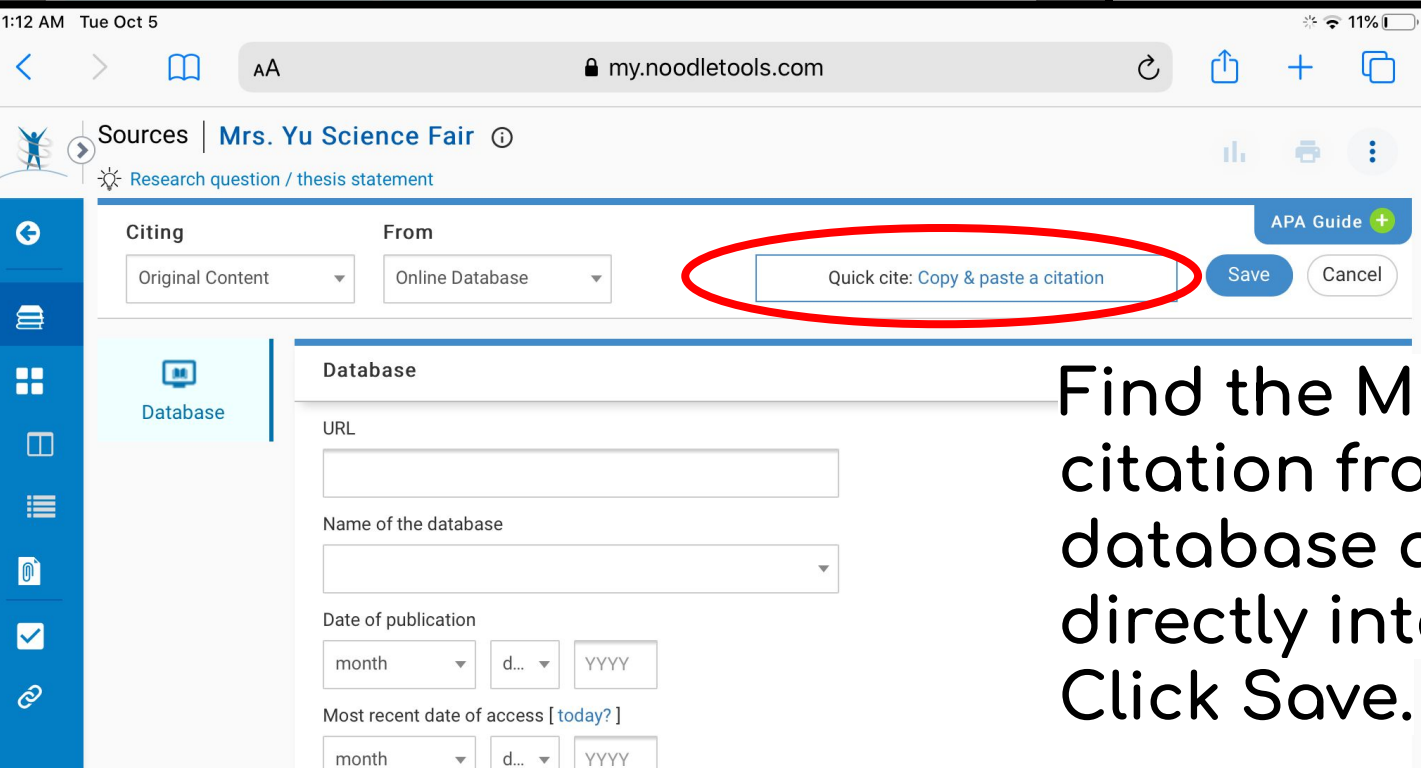 1:12 AM Tue Oct 5
11%
AA
my.noodletools.com
Sources | Mrs. Yu Science Fair
Research question / thesis statement
APA Guide
Citing
From
Original Content
Online Database
Quick cite: Copy & paste a citation
Save
Cancel
Database
Database
URL
Name of the database
Date of publication
month
d...
YYYY
Most recent date of access [ today? ]
month
d...
YYYY
Find the M
citation fro
database
directly int
Click Save.